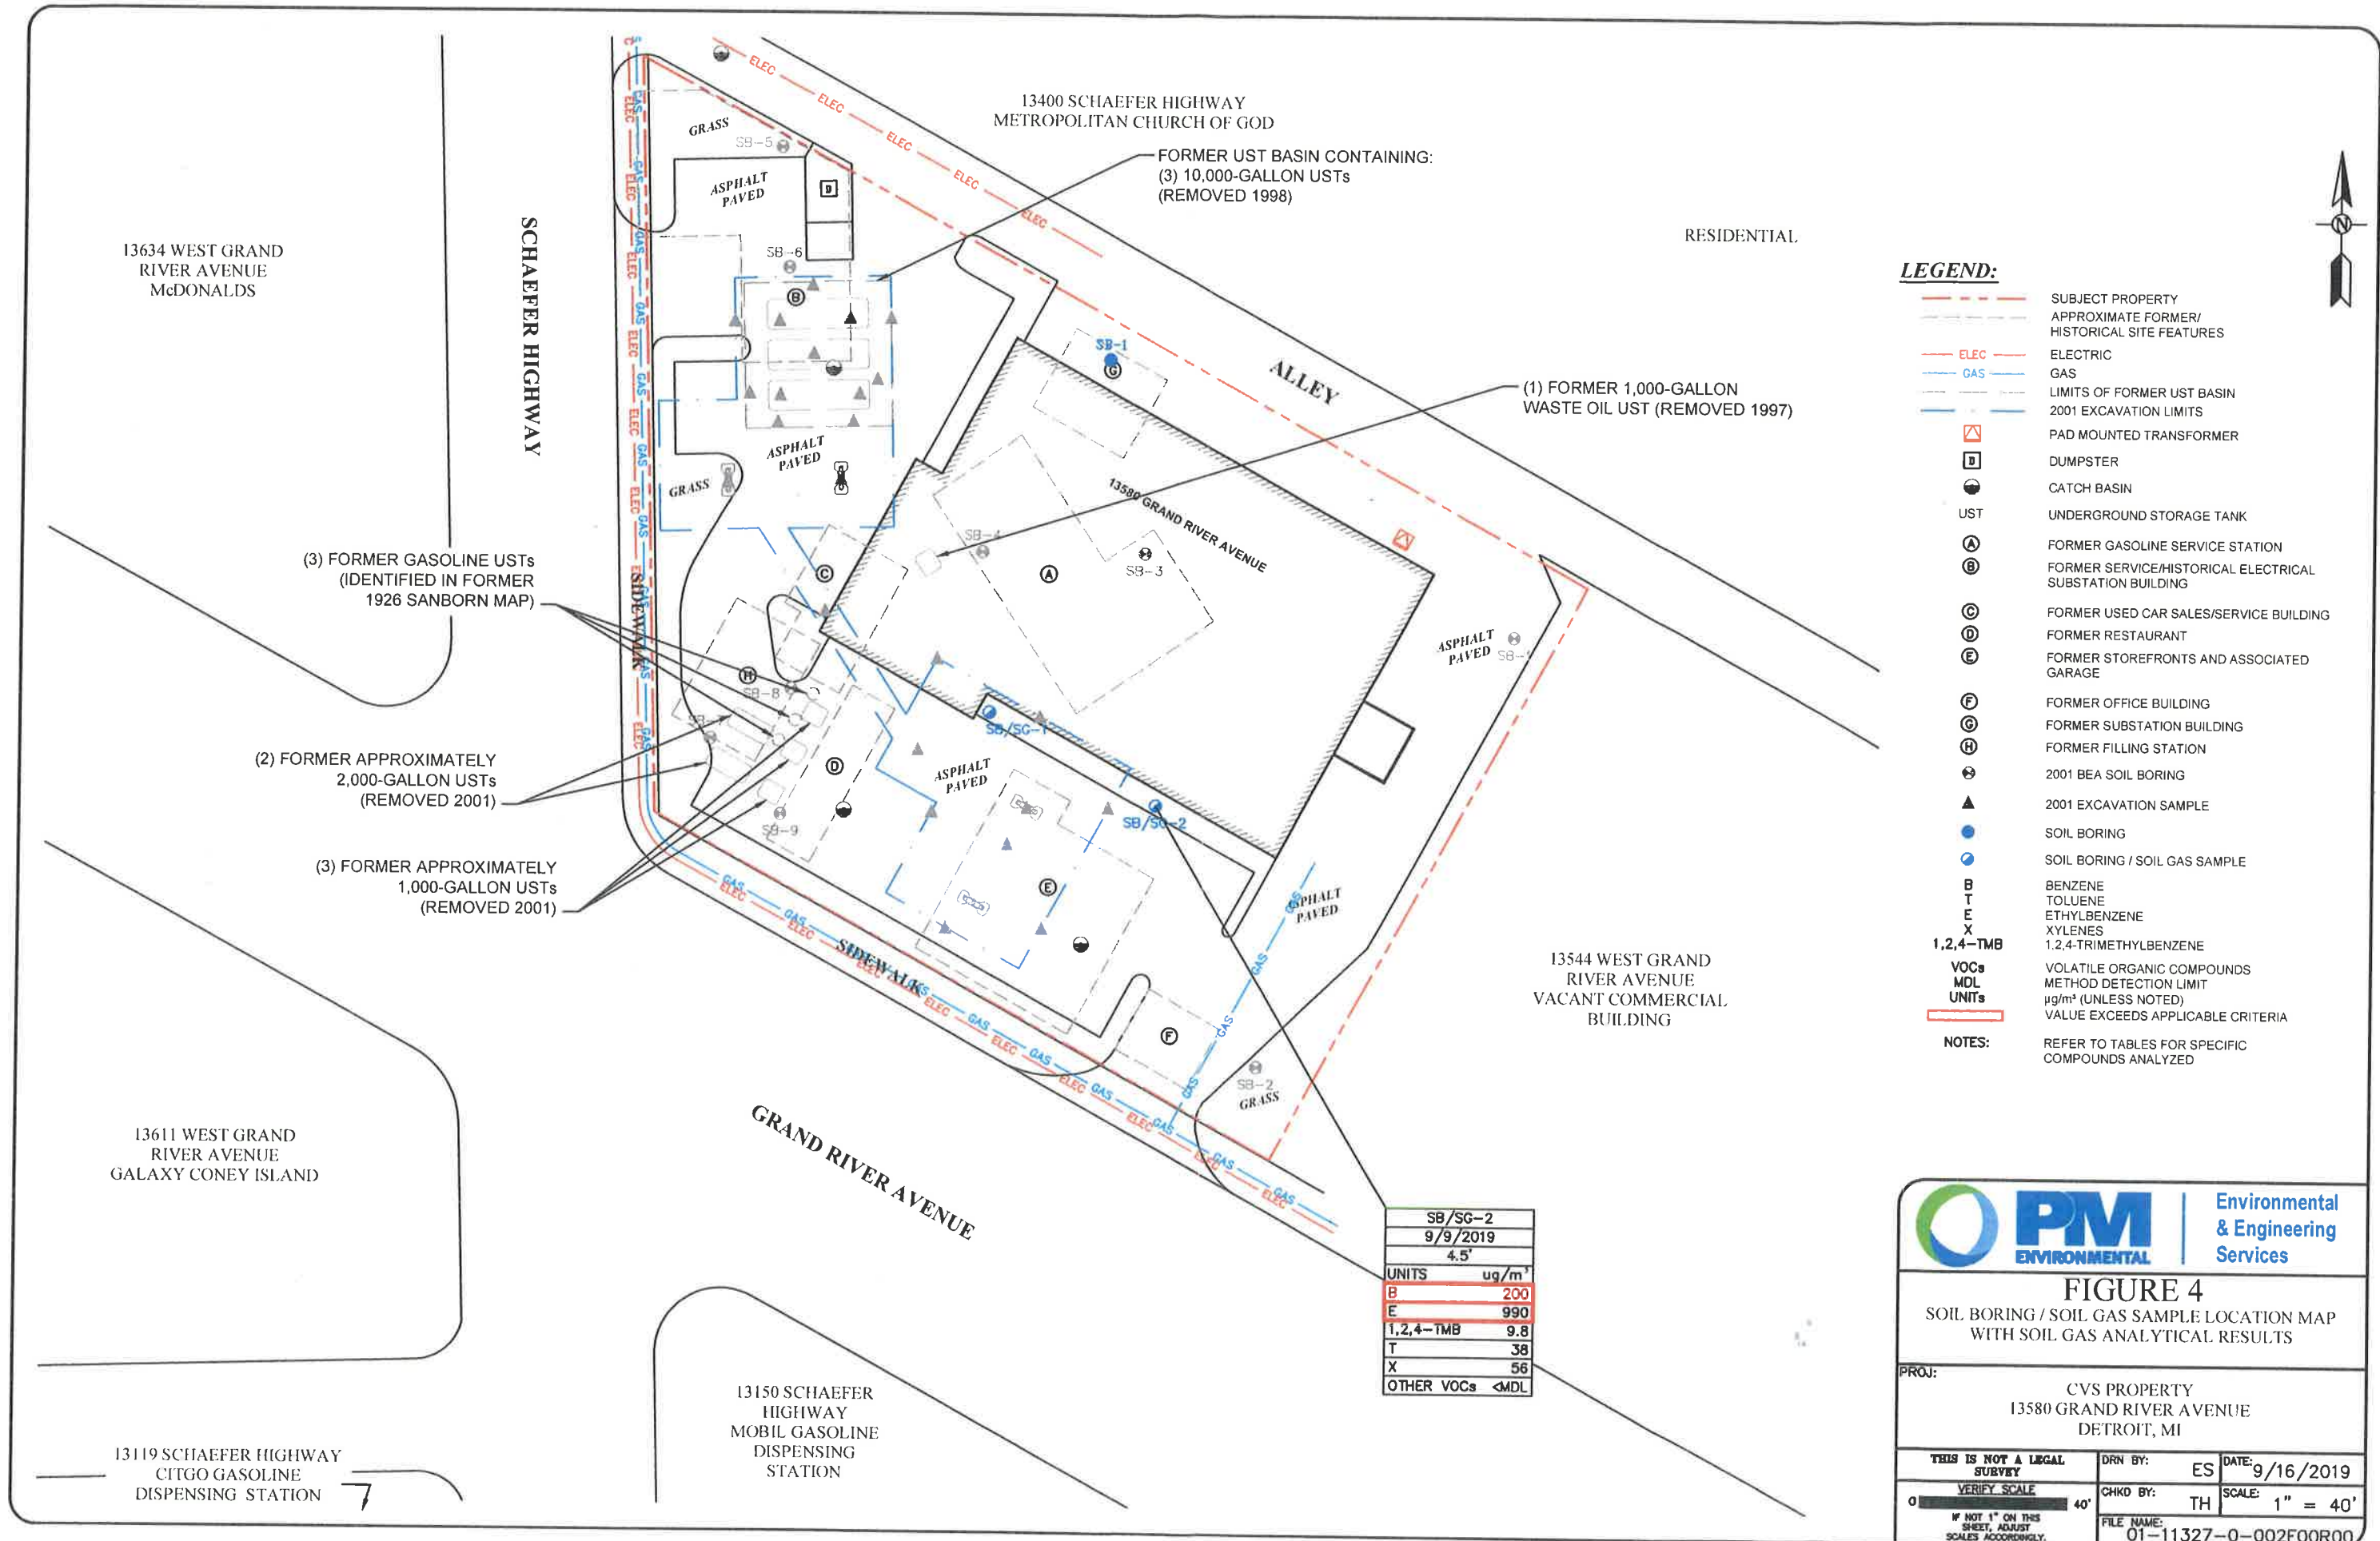 13400 SCHAEFER HIGHWAY
METROPOLITAN CHURCH OF GOD
FORMER UST BASIN CONTAINING:
(3) 10,000-GALLON USTs
(REMOVED 1998)
RESIDENTIAL
13634 WEST GRAND
RIVER AVENUE
McDONALDS
SCHAEFER HIGHWAY
GRASS
SB-5
ASPHALT
PAVED
D
SB-6
B
SB-1
G
ALLEY
(1) FORMER 1,000-GALLON
WASTE OIL UST (REMOVED 1997)
ASPHALT
PAVED
GRASS
13580 GRAND RIVER AVENUE
SB-4
SB-3
A
C
(3) FORMER GASOLINE USTs
(IDENTIFIED IN FORMER
1926 SANBORN MAP)
SIDEWALK
ASPHALT
PAVED
H
SB-8
SB-7
SB/SG-1
(2) FORMER APPROXIMATELY
2,000-GALLON USTs
(REMOVED 2001)
D
ASPHALT
PAVED
SB-9
SB/SG-2
(3) FORMER APPROXIMATELY
1,000-GALLON USTs
(REMOVED 2001)
E
ASPHALT
PAVED
SIDEWALK
13544 WEST GRAND
RIVER AVENUE
VACANT COMMERCIAL
BUILDING
F
SB-2
GRASS
GRAND RIVER AVENUE
ELEC
GAS
13611 WEST GRAND
RIVER AVENUE
GALAXY CONEY ISLAND
13119 SCHAEFER HIGHWAY
CITGO GASOLINE
DISPENSING STATION
13150 SCHAEFER
HIGHWAY
MOBIL GASOLINE
DISPENSING
STATION
SB/SG-2
9/9/2019
4.5'
UNITS ug/m³
B 200
E 990
1,2,4-TMB 9.8
T 38
X 56
OTHER VOCs <MDL
N
LEGEND:
SUBJECT PROPERTY
APPROXIMATE FORMER/
HISTORICAL SITE FEATURES
ELEC ELECTRIC
GAS GAS
LIMITS OF FORMER UST BASIN
2001 EXCAVATION LIMITS
PAD MOUNTED TRANSFORMER
D DUMPSTER
CATCH BASIN
UST UNDERGROUND STORAGE TANK
A FORMER GASOLINE SERVICE STATION
B FORMER SERVICE/HISTORICAL ELECTRICAL
SUBSTATION BUILDING
C FORMER USED CAR SALES/SERVICE BUILDING
D FORMER RESTAURANT
E FORMER STOREFRONTS AND ASSOCIATED
GARAGE
F FORMER OFFICE BUILDING
G FORMER SUBSTATION BUILDING
H FORMER FILLING STATION
2001 BEA SOIL BORING
2001 EXCAVATION SAMPLE
SOIL BORING
SOIL BORING / SOIL GAS SAMPLE
B BENZENE
T TOLUENE
E ETHYLBENZENE
X XYLENES
1,2,4-TMB 1,2,4-TRIMETHYLBENZENE
VOCs VOLATILE ORGANIC COMPOUNDS
MDL METHOD DETECTION LIMIT
UNITs µg/m³ (UNLESS NOTED)
VALUE EXCEEDS APPLICABLE CRITERIA
NOTES: REFER TO TABLES FOR SPECIFIC
COMPOUNDS ANALYZED
PM
ENVIRONMENTAL
Environmental
& Engineering
Services
FIGURE 4
SOIL BORING / SOIL GAS SAMPLE LOCATION MAP
WITH SOIL GAS ANALYTICAL RESULTS
PROJ:
CVS PROPERTY
13580 GRAND RIVER AVENUE
DETROIT, MI
THIS IS NOT A LEGAL
SURVEY
VERIFY SCALE
0 40'
IF NOT 1" ON THIS
SHEET, ADJUST
SCALES ACCORDINGLY.
DRN BY: ES
DATE: 9/16/2019
CHKD BY: TH
SCALE: 1" = 40'
FILE NAME:
01-11327-0-002F00R00